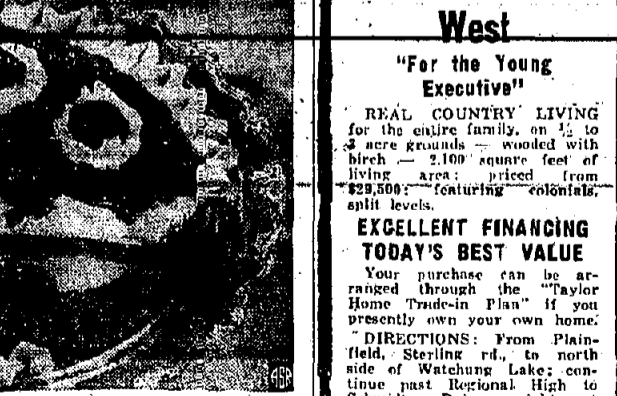 West
"For the Young
Executive"
REAL COUNTRY LIVING
for the entire family, on ½ to
3 acre grounds — wooded with
birch — 2,100 square feet of
living area; priced from
$29,500; featuring colonials,
split levels.
EXCELLENT FINANCING
TODAY'S BEST VALUE
Your purchase can be ar-
ranged through the "Taylor
Home Trade-in Plan" if you
presently own your own home.
DIRECTIONS: From Plain-
field, Sterling rd., to north
side of Watchung Lake; con-
tinue past Regional High to